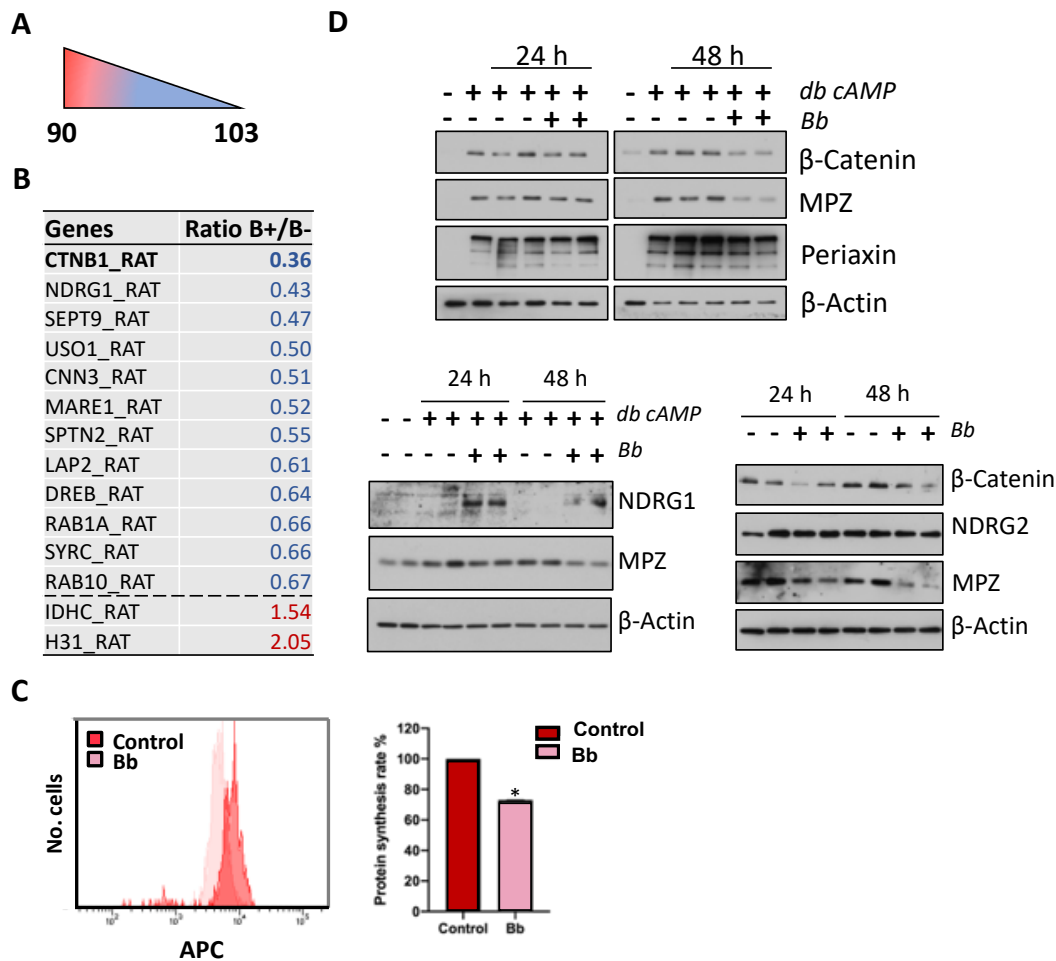 A
90 103
B
Genes Ratio B+/B-
CTNB1_RAT 0.36
NDRG1_RAT 0.43
SEPT9_RAT 0.47
USO1_RAT 0.50
CNN3_RAT 0.51
MARE1_RAT 0.52
SPTN2_RAT 0.55
LAP2_RAT 0.61
DREB_RAT 0.64
RAB1A_RAT 0.66
SYRC_RAT 0.66
RAB10_RAT 0.67
IDHC_RAT 1.54
H31_RAT 2.05
C
Control
Bb
No. cells
10² 10³ 10⁴ 10⁵
APC
Protein synthesis rate %
120
100
80
60
40
20
0
*
Control Bb
Control
Bb
D
24 h 48 h
- + + + + + - + + + + + db cAMP
- - - - + + - - - - + + Bb
β-Catenin
MPZ
Periaxin
β-Actin
24 h 48 h
- - + + + + + + + + db cAMP
- - - - + + - - + + Bb
NDRG1
MPZ
β-Actin
24 h 48 h
- - + + - - + + Bb
β-Catenin
NDRG2
MPZ
β-Actin